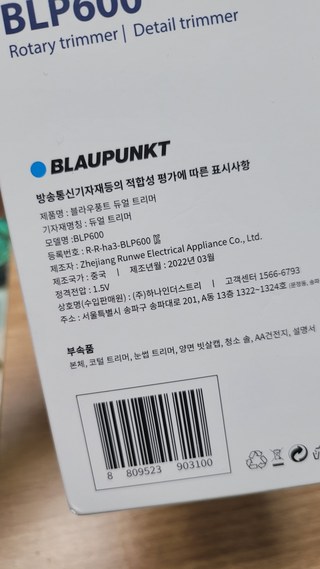 BLP600
Rotary trimmer | Detail trimmer
BLAUPUNKT
방송통신기자재등의 적합성 평가에 따른 표시사항
제품명 : 블라우풍트 듀얼 트리머
기자재명칭 : 듀얼 트리머
모델명 : BLP600
등록번호 : R-R-ha3-BLP600
제조자 : Zhejiang Runwe Electrical Appliance Co., Ltd.
제조국가 : 중국 | 제조년월 : 2022년 03월
정격전압 : 1.5V
상호명(수입판매원) : (주)하나인더스트리 | 고객센터 1566-6793
주소 : 서울특별시 송파구 송파대로 201, A동 13층 1322~1324호
부속품
본체, 코털 트리머, 눈썹 트리머, 양면 빗살캡, 청소 솔, AA건전지, 설명서
8 809523 903100